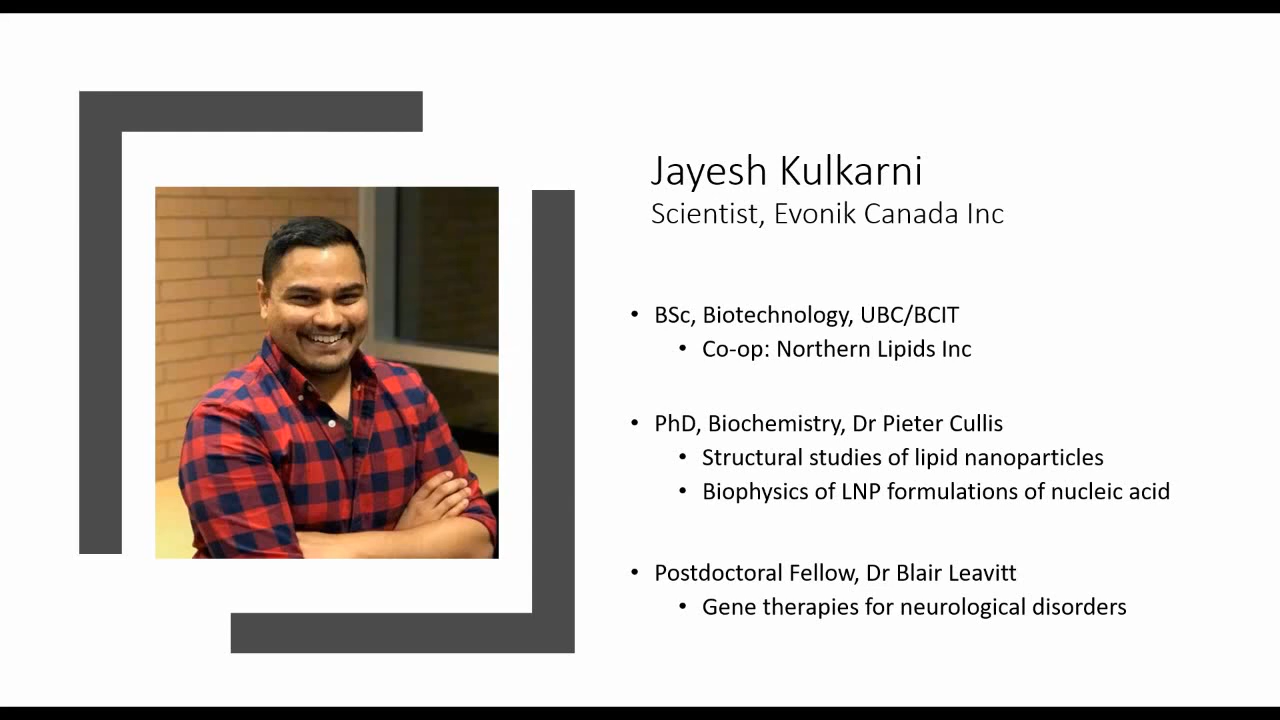 Jayesh Kulkarni
Scientist, Evonik Canada Inc
• BSc, Biotechnology, UBC/BCIT
• Co-op: Northern Lipids Inc
• PhD, Biochemistry, Dr Pieter Cullis
• Structural studies of lipid nanoparticles
• Biophysics of LNP formulations of nucleic acid
• Postdoctoral Fellow, Dr Blair Leavitt
• Gene therapies for neurological disorders